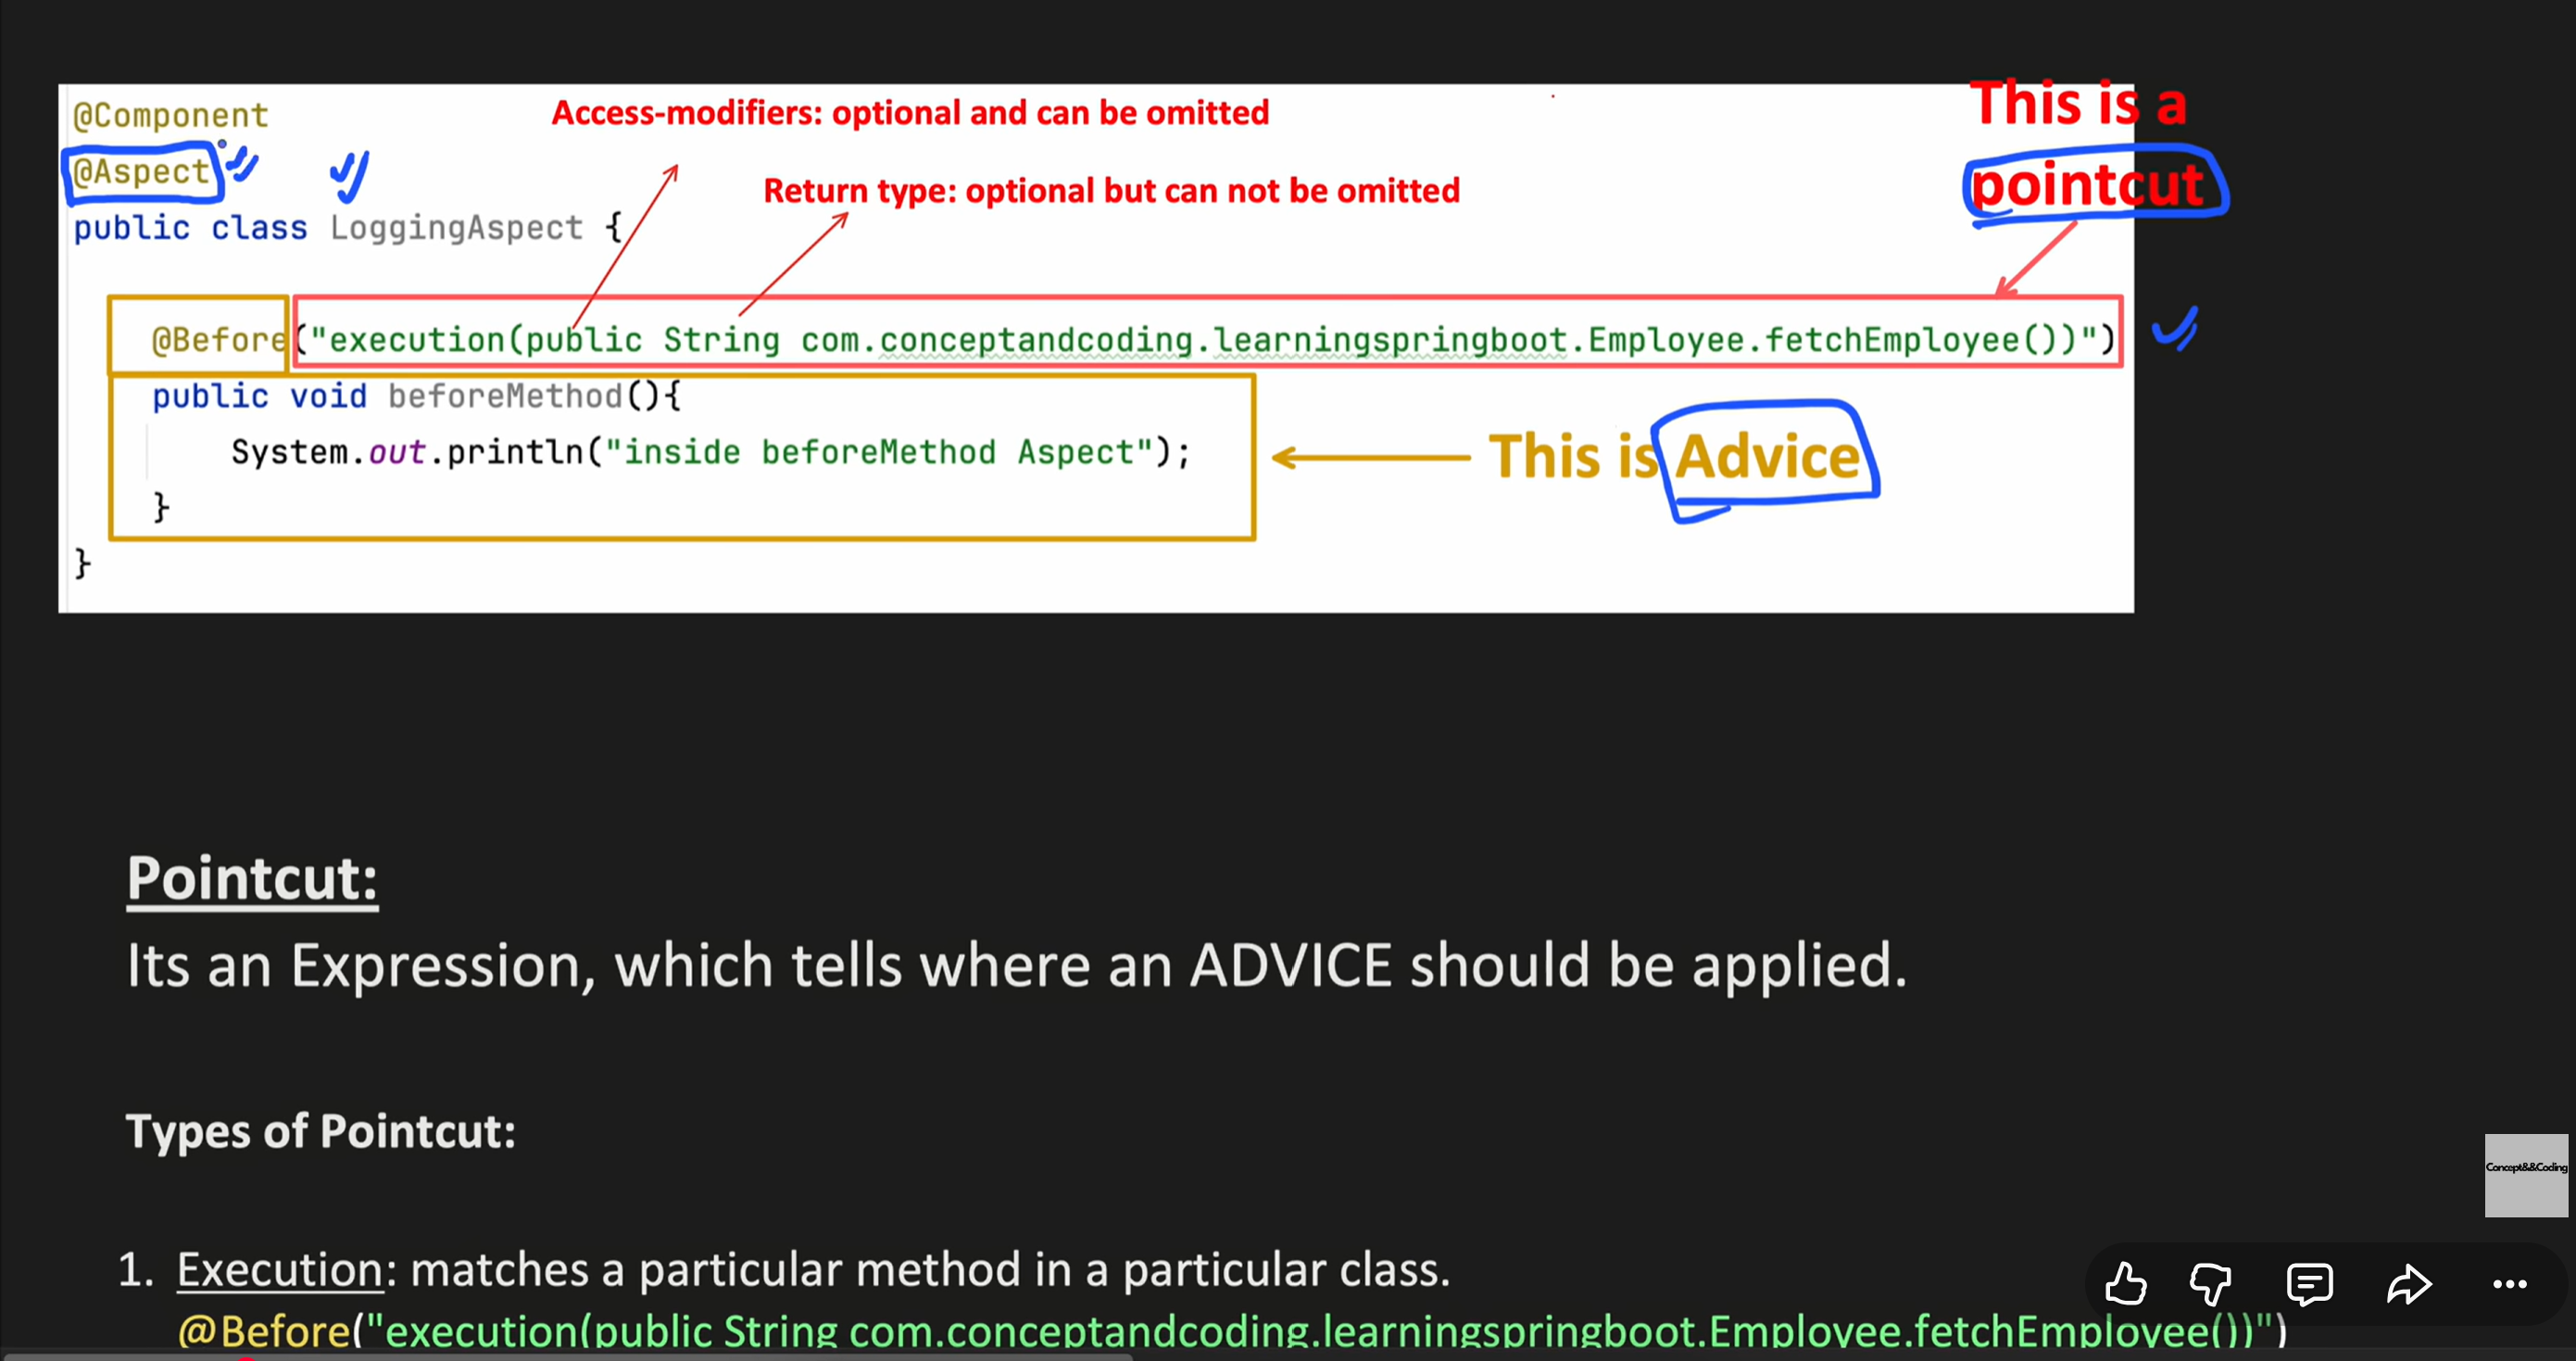 @Component
Access-modifiers: optional and can be omitted
This is a
@Aspect
Return type: optional but can not be omitted
pointcut
public class LoggingAspect {
@Before("execution(public String com.conceptandcoding.learningspringboot.Employee.fetchEmployee())")
public void beforeMethod(){
System.out.println("inside beforeMethod Aspect");
This is Advice
}
}
Pointcut:
Its an Expression, which tells where an ADVICE should be applied.
Types of Pointcut:
Concept&&Coding
1. Execution: matches a particular method in a particular class.
@Before("execution(public String com.conceptandcoding.learningspringboot.Employee.fetchEmployee())")